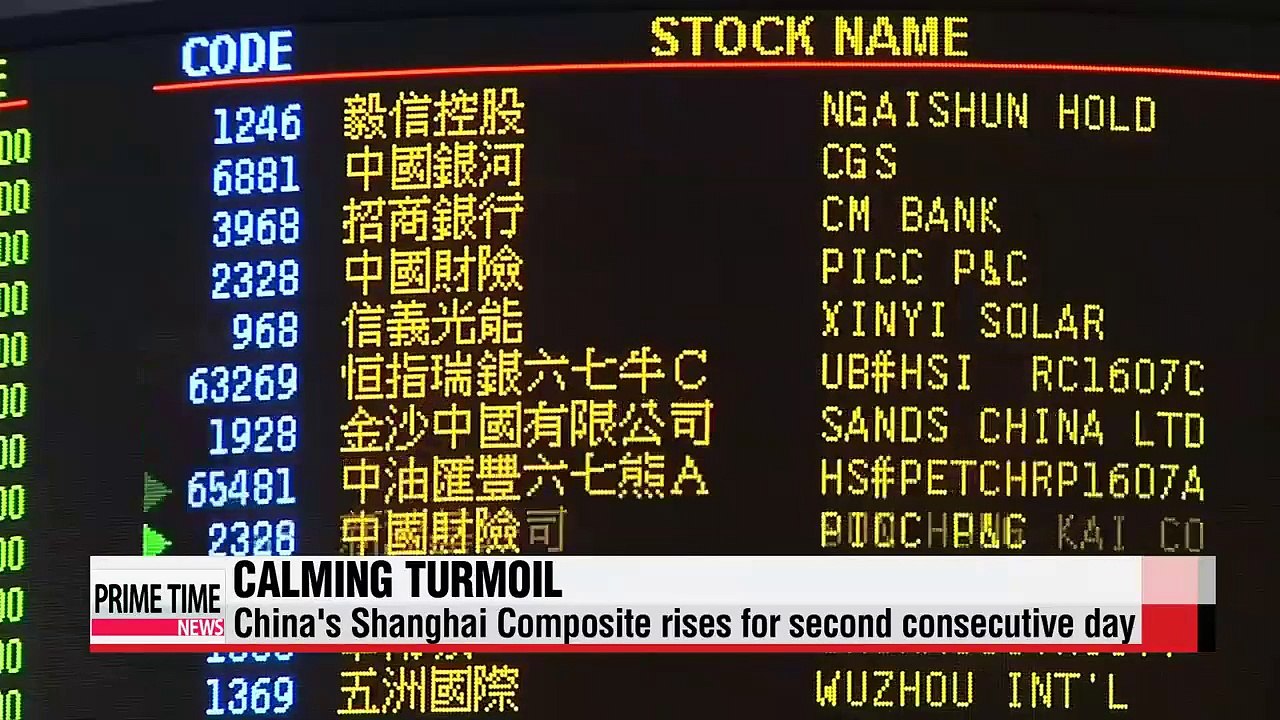 CODE STOCK NAME
1246 毅信控股 NGAISHUN HOLD
6881 中國銀河 CGS
3968 招商銀行 CM BANK
2328 中國財險 PICC P&C
968 信義光能 XINYI SOLAR
63269 恒指瑞銀六七牛C UB#HSI RC1607C
1928 金沙中國有限公司 SANDS CHINA LTD
65481 中油匯豐六七熊A HS#PETCHRP1607A
2328 中國財險
PRIME TIME NEWS
CALMING TURMOIL
China's Shanghai Composite rises for second consecutive day
1369 五洲國際 WUZHOU INT'L